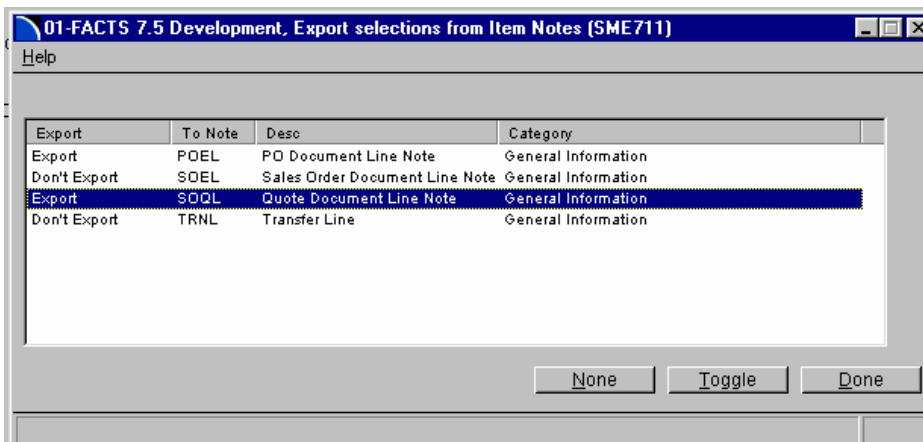 01-FACTS 7.5 Development, Export selections from Item Notes (SME711)
Help
Export To Note Desc Category
Export POEL PO Document Line Note General Information
Don't Export SOEL Sales Order Document Line Note General Information
Export SOQL Quote Document Line Note General Information
Don't Export TRNL Transfer Line General Information
None Toggle Done